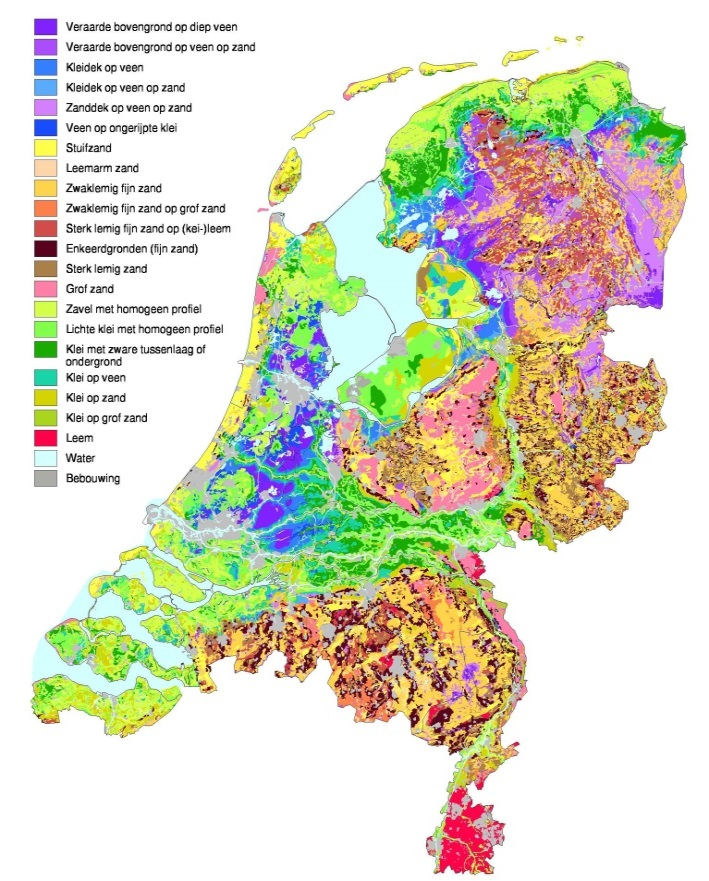 Veraarde bovengrond op diep veen
Veraarde bovengrond op veen op zand
Kleidek op veen
Kleidek op veen op zand
Zanddek op veen op zand
Veen op ongerijpte klei
Stuifzand
Leemarm zand
Zwaklemig fijn zand
Zwaklemig fijn zand op grof zand
Sterk lemig fijn zand op (kei-)leem
Enkeerdgronden (fijn zand)
Sterk lemig zand
Grof zand
Zavel met homogeen profiel
Lichte klei met homogeen profiel
Klei met zware tussenlaag of
ondergrond
Klei op veen
Klei op zand
Klei op grof zand
Leem
Water
Bebouwing